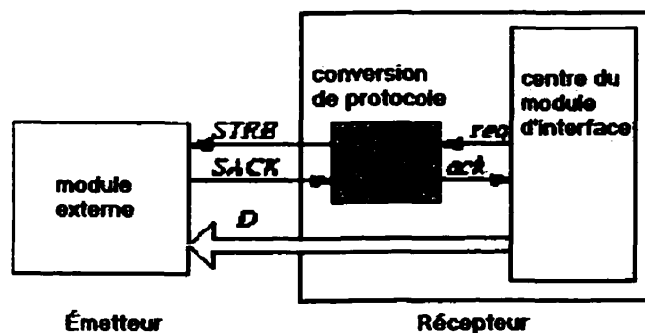 conversion
de protocole
centre du
module
d'interface
STRB
req
SACK
ack
module
externe
D
Émetteur
Récepteur